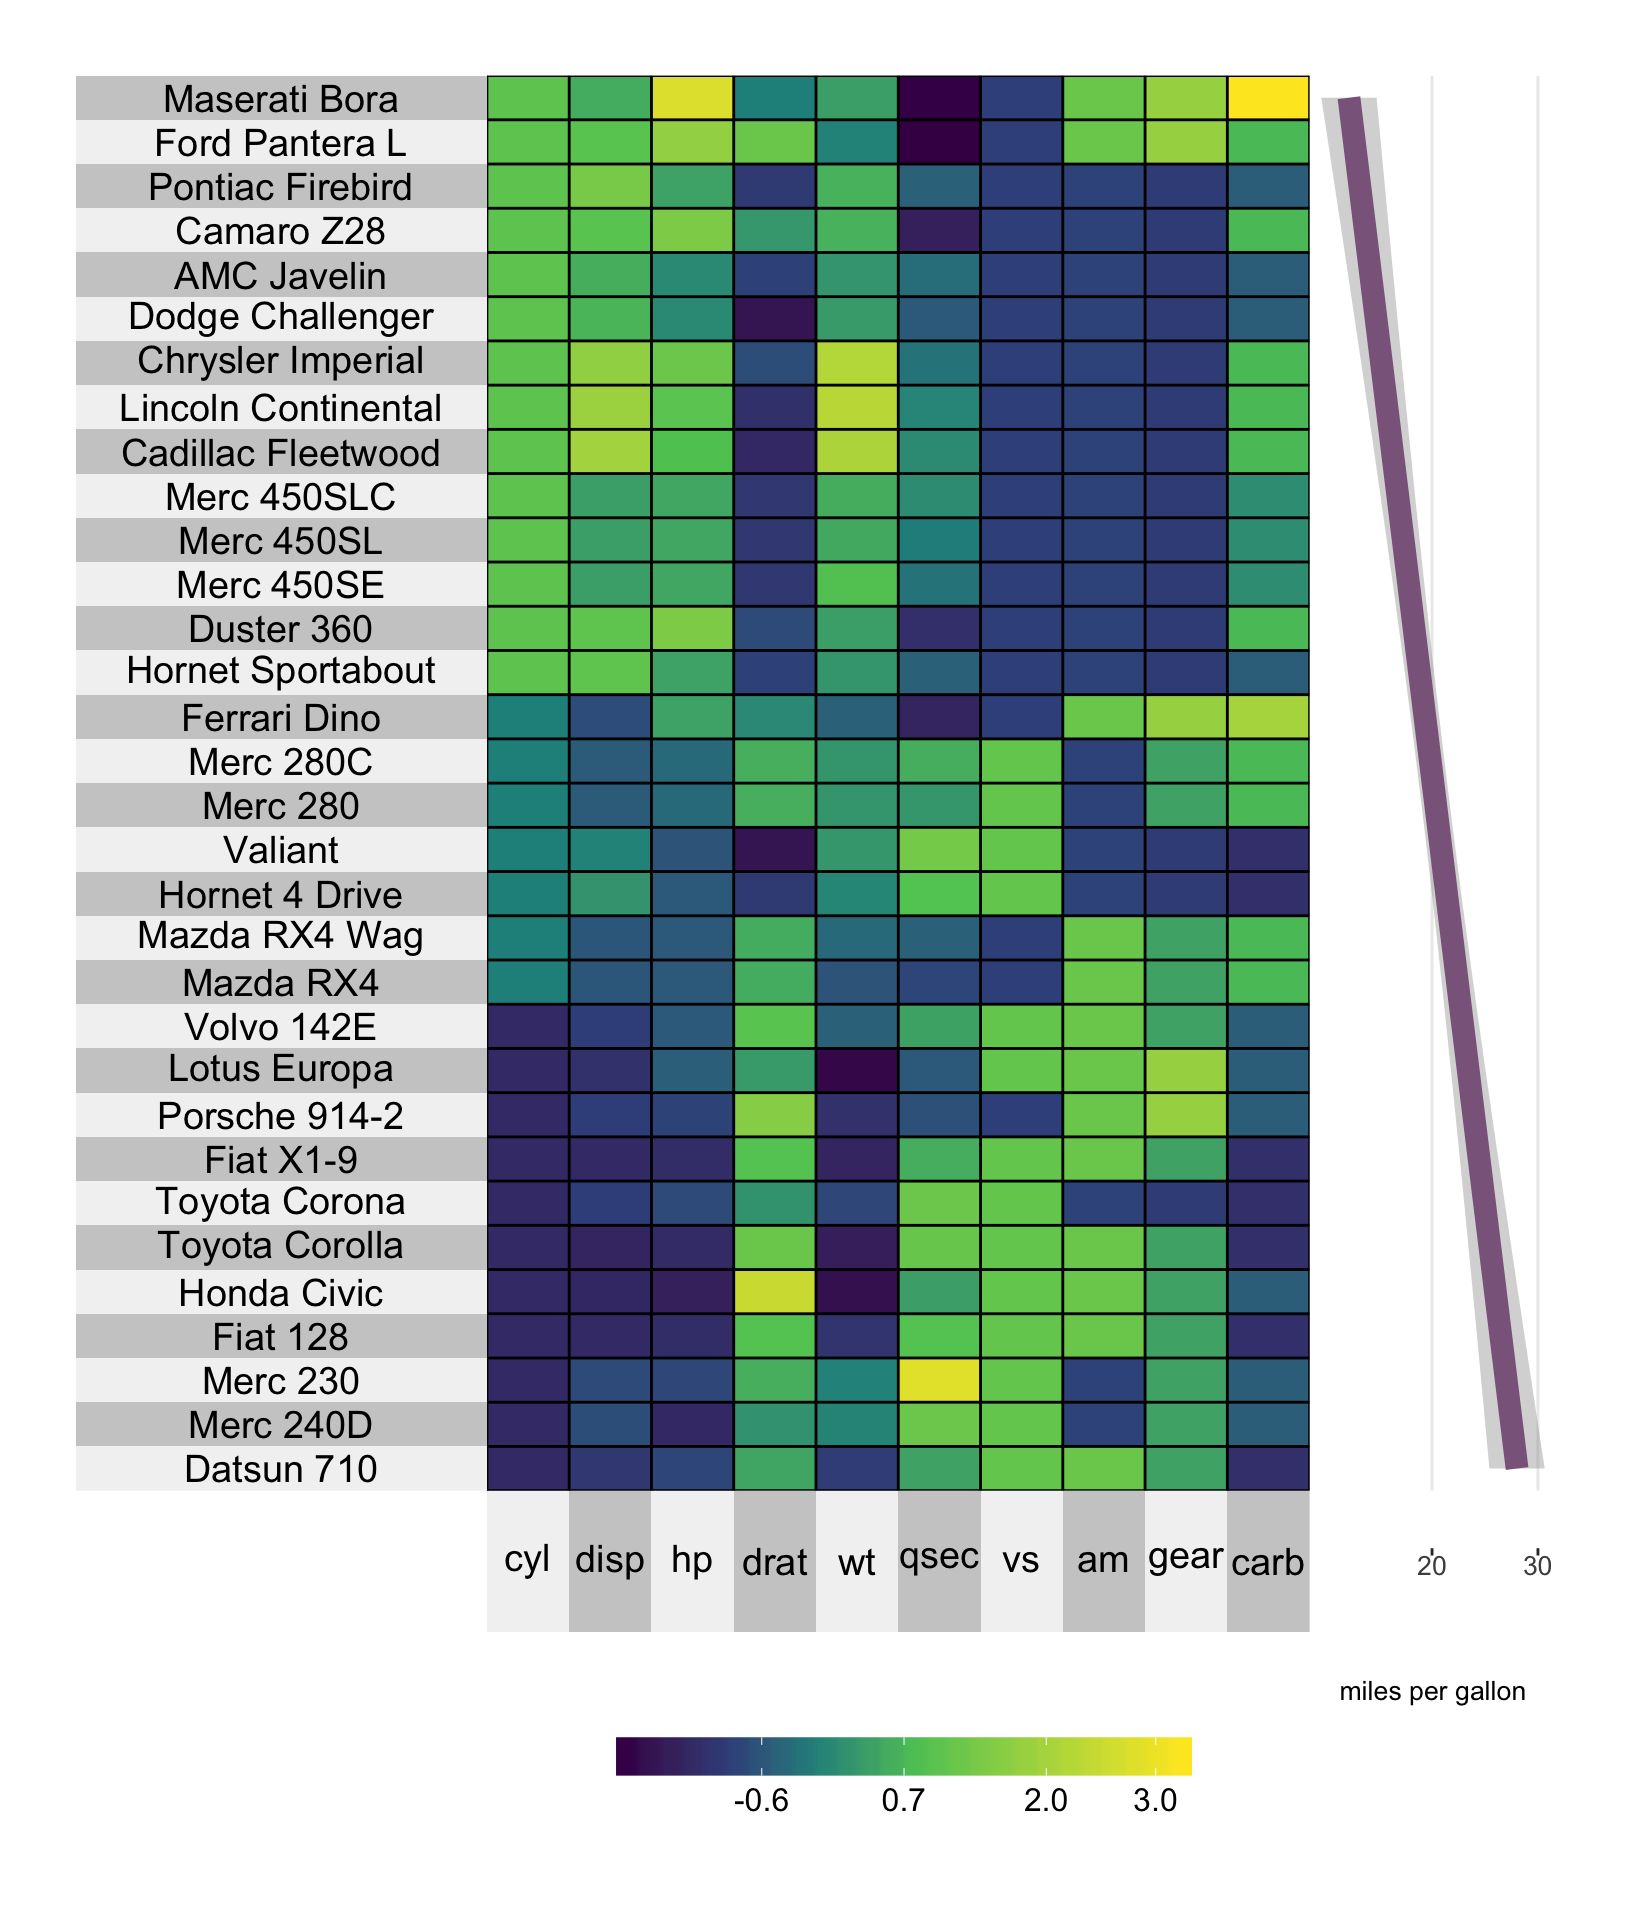 Maserati Bora
Ford Pantera L
Pontiac Firebird
Camaro Z28
AMC Javelin
Dodge Challenger
Chrysler Imperial
Lincoln Continental
Cadillac Fleetwood
Merc 450SLC
Merc 450SL
Merc 450SE
Duster 360
Hornet Sportabout
Ferrari Dino
Merc 280C
Merc 280
Valiant
Hornet 4 Drive
Mazda RX4 Wag
Mazda RX4
Volvo 142E
Lotus Europa
Porsche 914-2
Fiat X1-9
Toyota Corona
Toyota Corolla
Honda Civic
Fiat 128
Merc 230
Merc 240D
Datsun 710
cyl disp hp drat wt qsec vs am gear carb
20 30
miles per gallon
-0.6 0.7 2.0 3.0